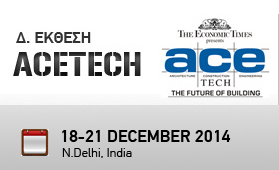 Δ. ΕΚΘΕΣΗ
ACETECH
THE ECONOMIC TIMES
presents
ace
ARCHITECTURE CONSTRUCTION ENGINEERING
TECH
THE FUTURE OF BUILDING
18-21 DECEMBER 2014
N.Delhi, India